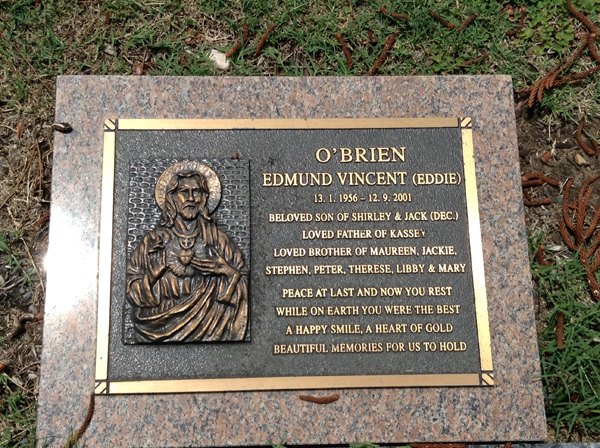 O'BRIEN
EDMUND VINCENT (EDDIE)
13. 1. 1956 – 12. 9. 2001
BELOVED SON OF SHIRLEY & JACK (DEC.)
LOVED FATHER OF KASSEY
LOVED BROTHER OF MAUREEN, JACKIE,
STEPHEN, PETER, THERESE, LIBBY & MARY
PEACE AT LAST AND NOW YOU REST
WHILE ON EARTH YOU WERE THE BEST
A HAPPY SMILE, A HEART OF GOLD
BEAUTIFUL MEMORIES FOR US TO HOLD